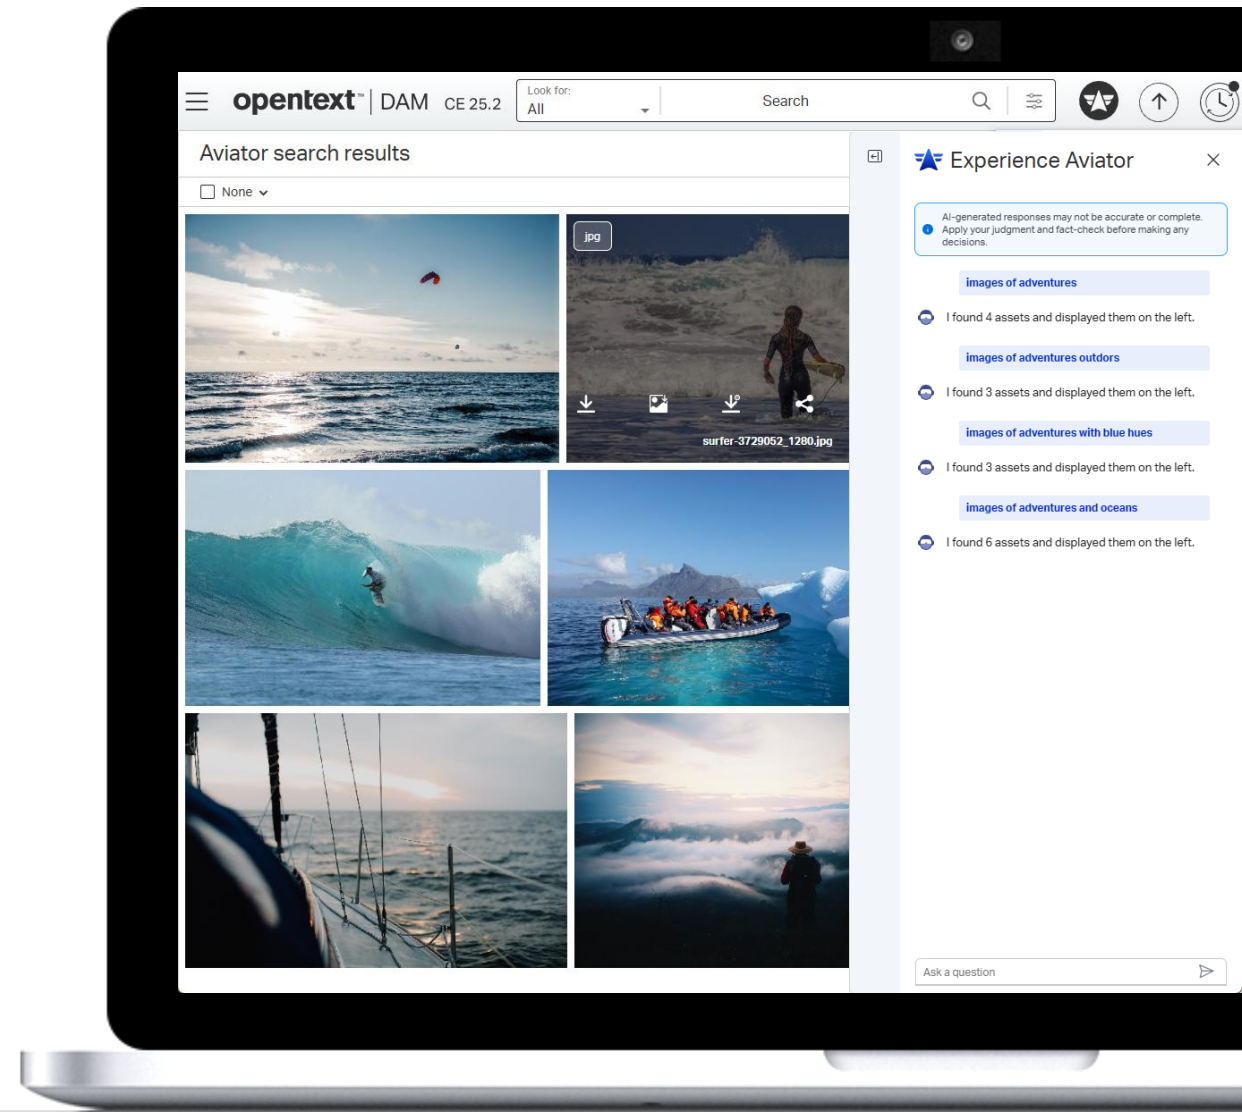 opentext™ | DAM CE 25.2
Look for:
All
Search
Aviator search results
None
jpg
surfer-3729052_1280.jpg
Experience Aviator
AI-generated responses may not be accurate or complete.
Apply your judgment and fact-check before making any
decisions.
images of adventures
I found 4 assets and displayed them on the left.
images of adventures outdors
I found 3 assets and displayed them on the left.
images of adventures with blue hues
I found 3 assets and displayed them on the left.
images of adventures and oceans
I found 6 assets and displayed them on the left.
Ask a question